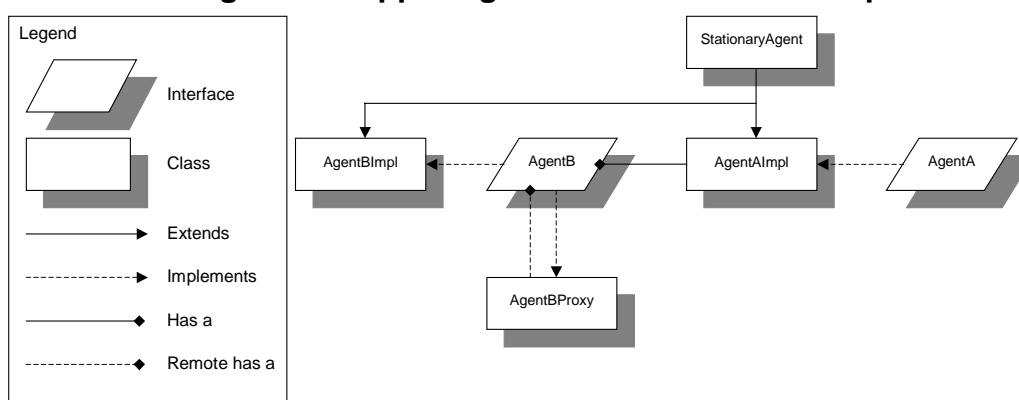 Legend
Interface
Class
Extends
Implements
Has a
Remote has a
StationaryAgent
AgentBImpl
AgentB
AgentAImpl
AgentA
AgentBProxy